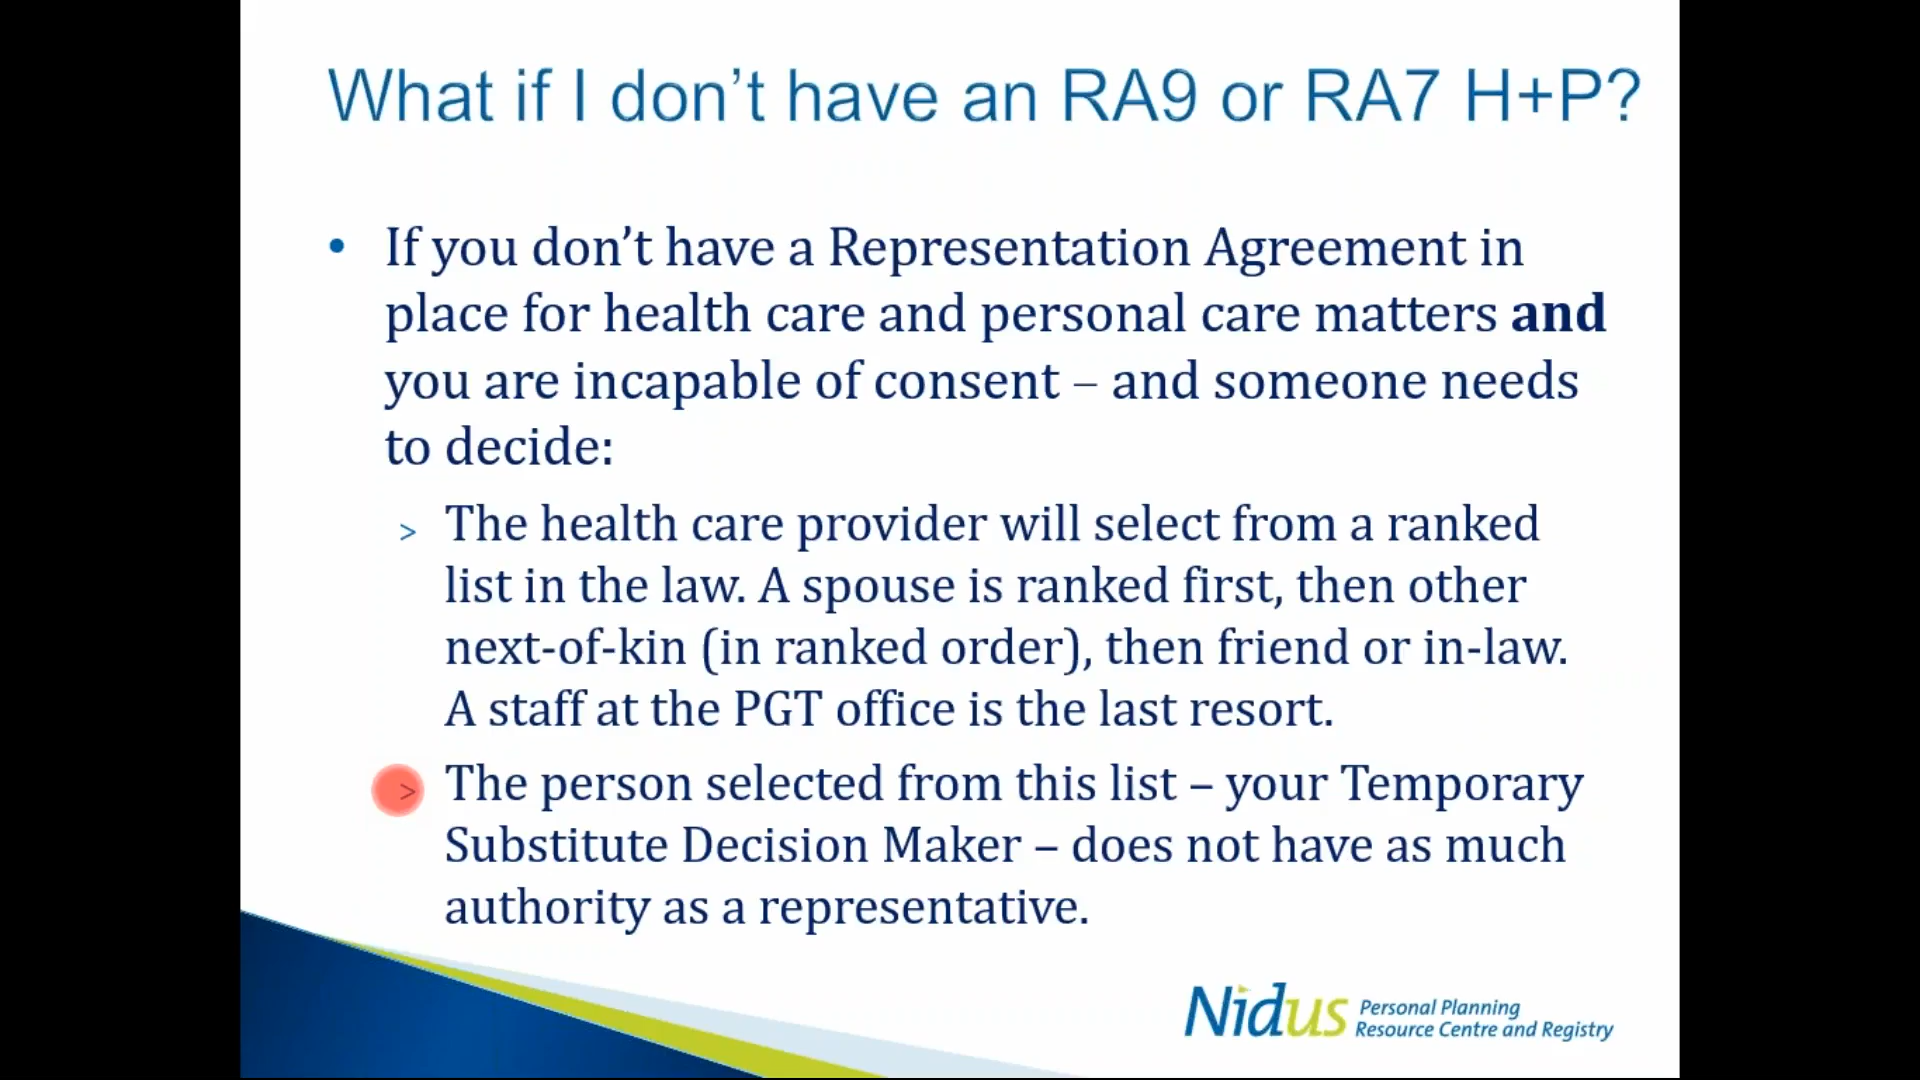 What if I don’t have an RA9 or RA7 H+P?
• If you don’t have a Representation Agreement in
place for health care and personal care matters and
you are incapable of consent – and someone needs
to decide:
> The health care provider will select from a ranked
list in the law. A spouse is ranked first, then other
next-of-kin (in ranked order), then friend or in-law.
A staff at the PGT office is the last resort.
> The person selected from this list – your Temporary
Substitute Decision Maker – does not have as much
authority as a representative.
Nidus Personal Planning
Resource Centre and Registry